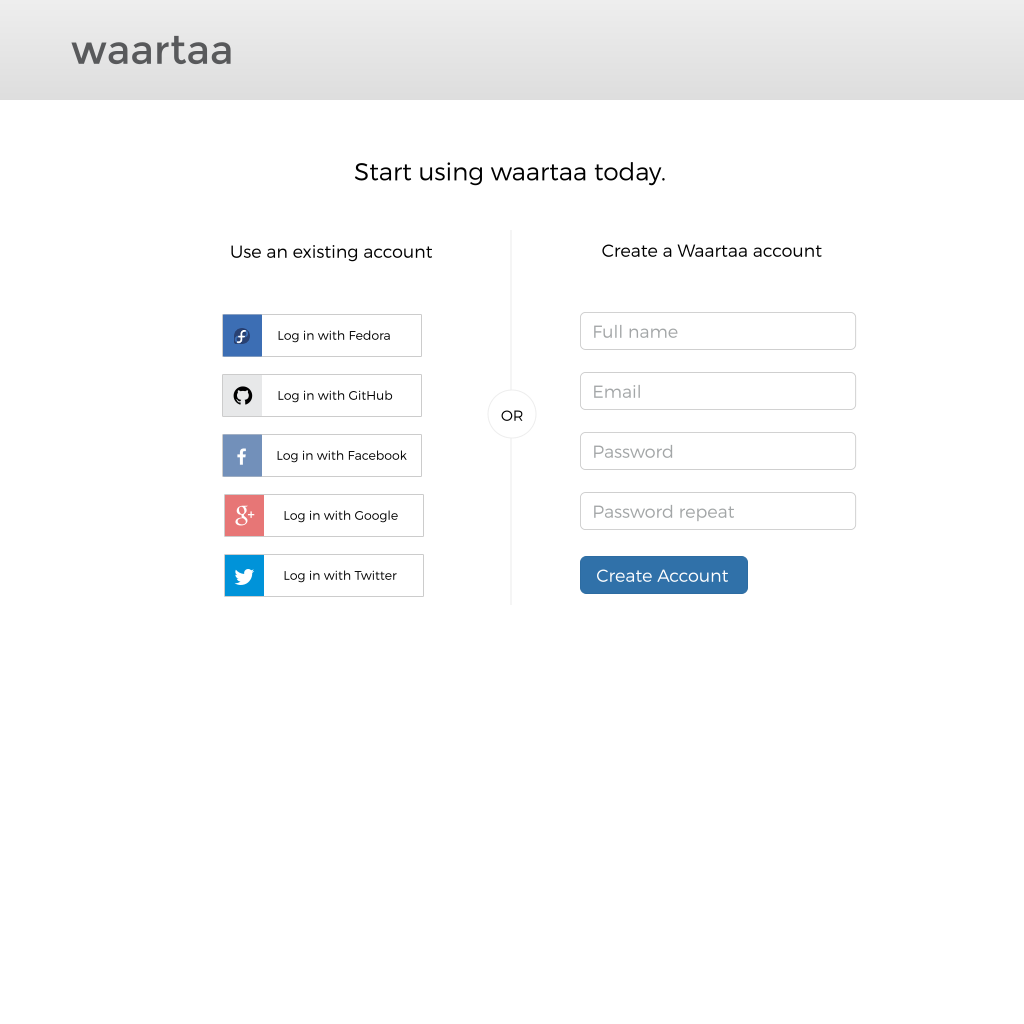 waartaa
Start using waartaa today.
Use an existing account
Log in with Fedora
Log in with GitHub
Log in with Facebook
Log in with Google
Log in with Twitter
OR
Create a Waartaa account
Full name
Email
Password
Password repeat
Create Account